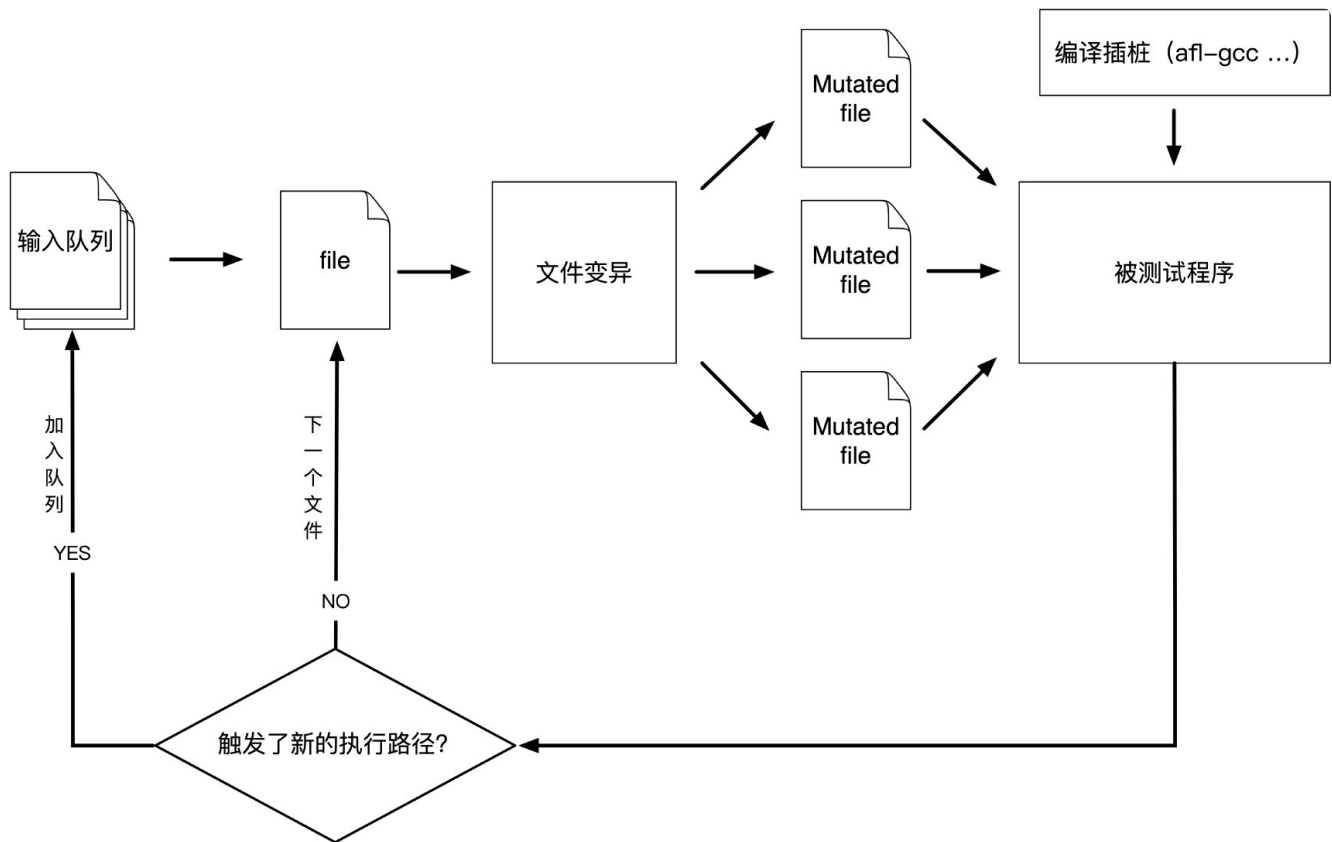 编译插桩（afl-gcc ...）
Mutated
file
输入队列
file
文件变异
Mutated
file
被测试程序
Mutated
file
加入队列
下一个文件
YES
NO
触发了新的执行路径？